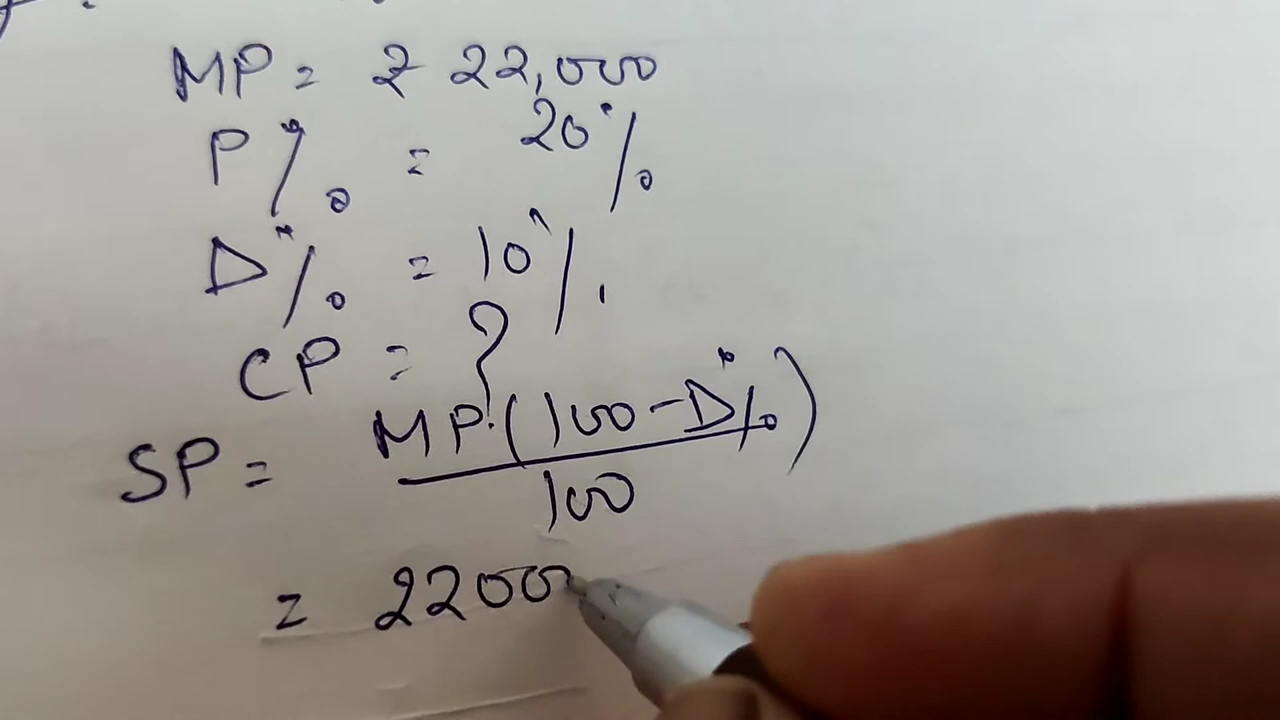 MP = ₹ 22,000
P% = 20%
D% = 10%.
CP = ?
SP = MP (100 - D%)
100
= 2200